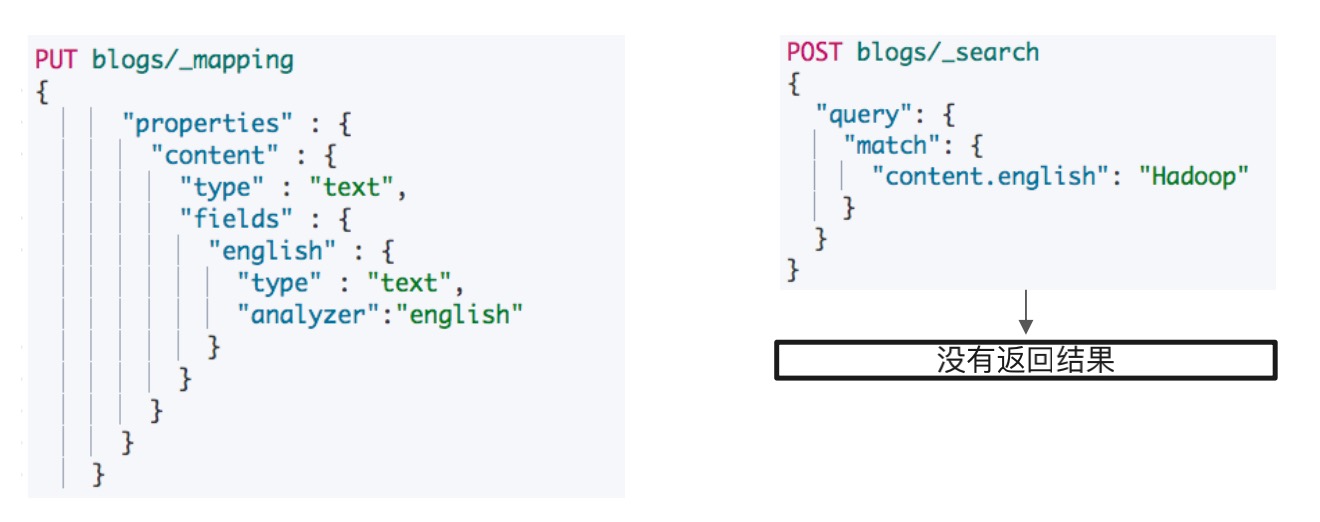 PUT blogs/_mapping
{
"properties" : {
"content" : {
"type" : "text",
"fields" : {
"english" : {
"type" : "text",
"analyzer":"english"
}
}
}
}
}
POST blogs/_search
{
"query": {
"match": {
"content.english": "Hadoop"
}
}
}
没有返回结果